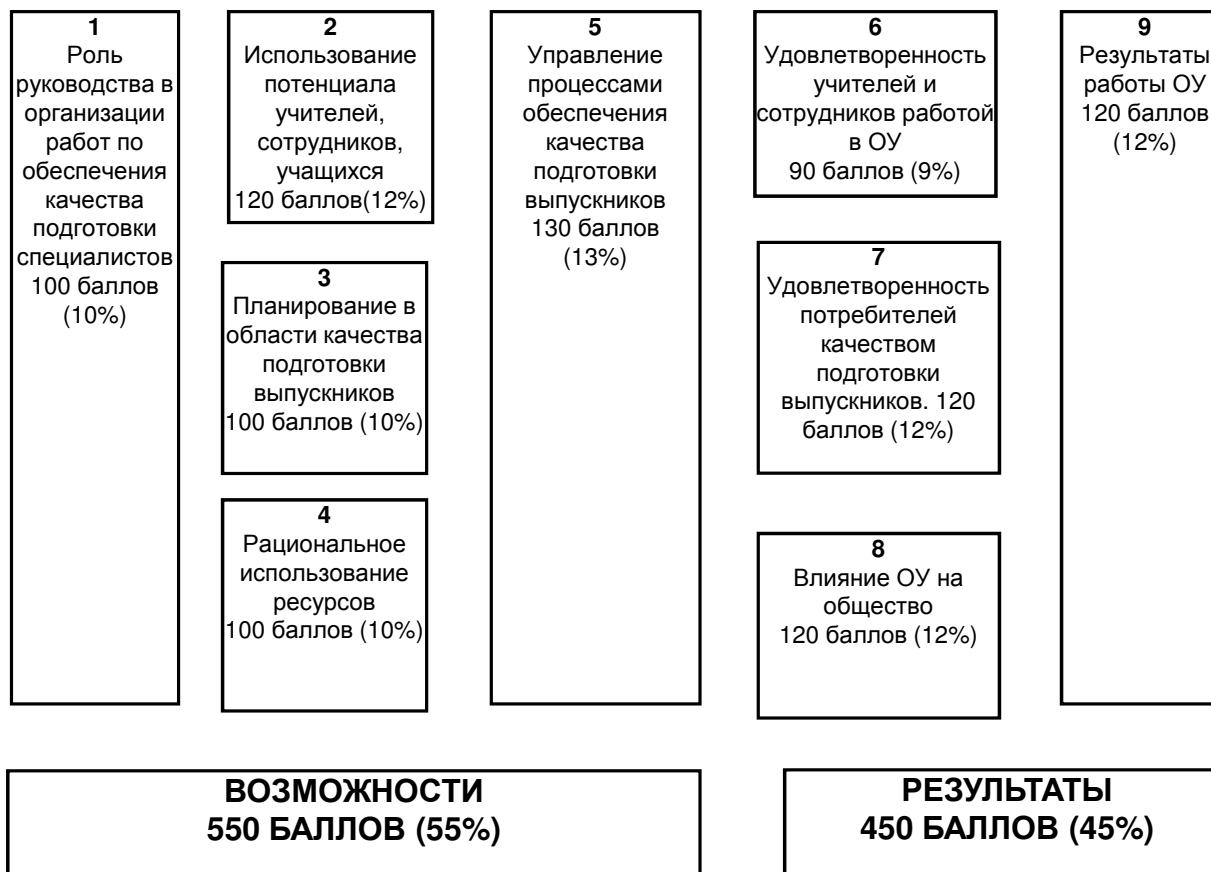 1
Роль
руководства в
организации
работ по
обеспечения
качества
подготовки
специалистов
100 баллов
(10%)
2
Использование
потенциала
учителей,
сотрудников,
учащихся
120 баллов(12%)
3
Планирование в
области качества
подготовки
выпускников
100 баллов (10%)
4
Рациональное
использование
ресурсов
100 баллов (10%)
5
Управление
процессами
обеспечения
качества
подготовки
выпускников
130 баллов
(13%)
6
Удовлетворенность
учителей и
сотрудников работой
в ОУ
90 баллов (9%)
7
Удовлетворенность
потребителей
качеством
подготовки
выпускников. 120
баллов (12%)
8
Влияние ОУ на
общество
120 баллов (12%)
9
Результаты
работы ОУ
120 баллов
(12%)
ВОЗМОЖНОСТИ
550 БАЛЛОВ (55%)
РЕЗУЛЬТАТЫ
450 БАЛЛОВ (45%)